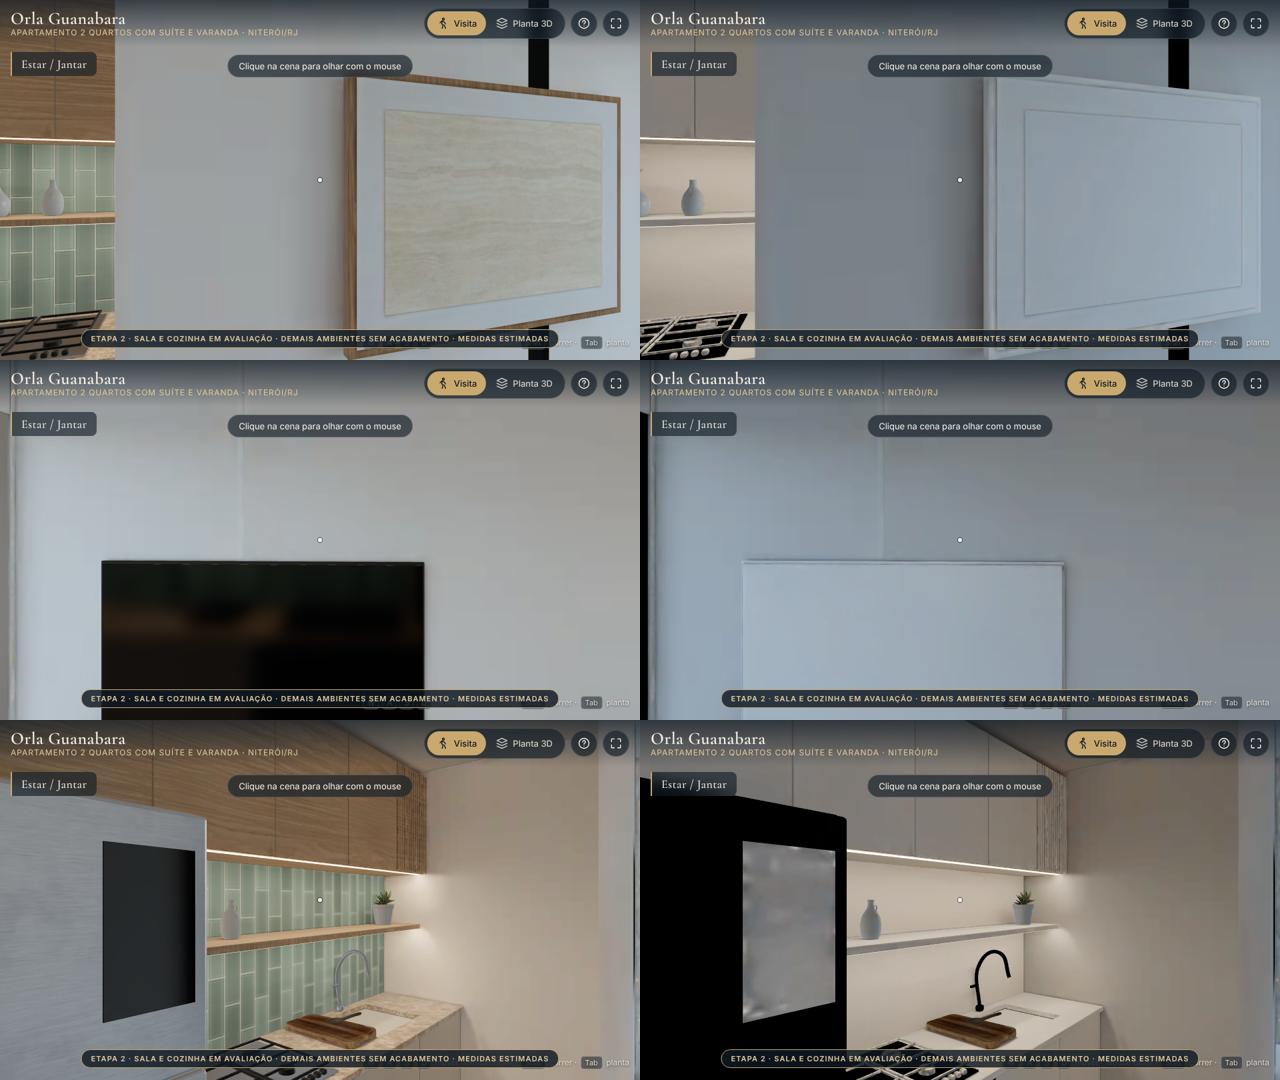 Orla Guanabara
APARTAMENTO 2 QUARTOS COM SUÍTE E VARANDA · NITERÓI/RJ
Visita
Planta 3D
Estar / Jantar
Clique na cena para olhar com o mouse
ETAPA 2 · SALA E COZINHA EM AVALIAÇÃO · DEMAIS AMBIENTES SEM ACABAMENTO · MEDIDAS ESTIMADAS
Tab planta
Orla Guanabara
APARTAMENTO 2 QUARTOS COM SUÍTE E VARANDA · NITERÓI/RJ
Visita
Planta 3D
Estar / Jantar
Clique na cena para olhar com o mouse
ETAPA 2 · SALA E COZINHA EM AVALIAÇÃO · DEMAIS AMBIENTES SEM ACABAMENTO · MEDIDAS ESTIMADAS
Tab planta
Orla Guanabara
APARTAMENTO 2 QUARTOS COM SUÍTE E VARANDA · NITERÓI/RJ
Visita
Planta 3D
Estar / Jantar
Clique na cena para olhar com o mouse
ETAPA 2 · SALA E COZINHA EM AVALIAÇÃO · DEMAIS AMBIENTES SEM ACABAMENTO · MEDIDAS ESTIMADAS
Tab planta
Orla Guanabara
APARTAMENTO 2 QUARTOS COM SUÍTE E VARANDA · NITERÓI/RJ
Visita
Planta 3D
Estar / Jantar
Clique na cena para olhar com o mouse
ETAPA 2 · SALA E COZINHA EM AVALIAÇÃO · DEMAIS AMBIENTES SEM ACABAMENTO · MEDIDAS ESTIMADAS
Tab planta
Orla Guanabara
APARTAMENTO 2 QUARTOS COM SUÍTE E VARANDA · NITERÓI/RJ
Visita
Planta 3D
Estar / Jantar
Clique na cena para olhar com o mouse
ETAPA 2 · SALA E COZINHA EM AVALIAÇÃO · DEMAIS AMBIENTES SEM ACABAMENTO · MEDIDAS ESTIMADAS
Tab planta
Orla Guanabara
APARTAMENTO 2 QUARTOS COM SUÍTE E VARANDA · NITERÓI/RJ
Visita
Planta 3D
Estar / Jantar
Clique na cena para olhar com o mouse
ETAPA 2 · SALA E COZINHA EM AVALIAÇÃO · DEMAIS AMBIENTES SEM ACABAMENTO · MEDIDAS ESTIMADAS
Tab planta